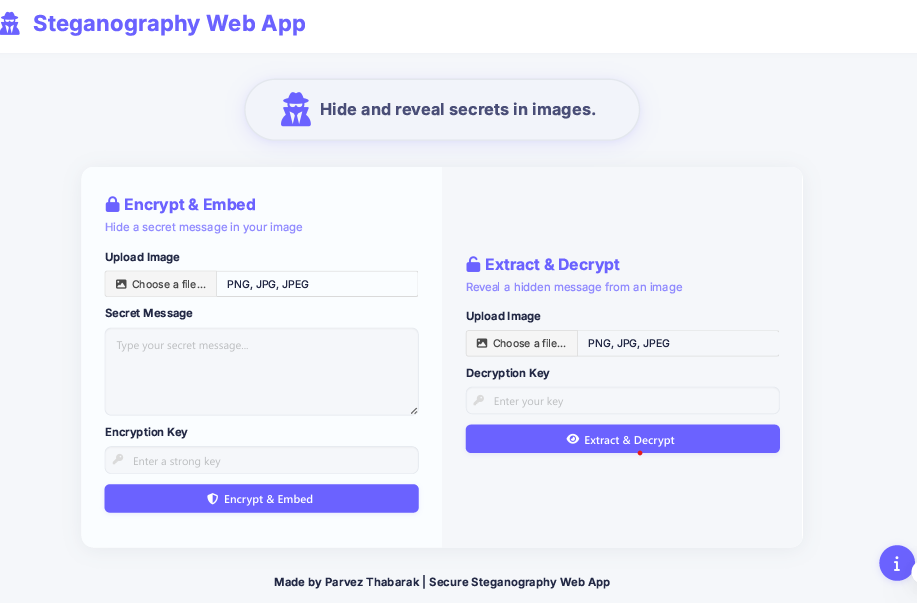 Steganography Web App
Hide and reveal secrets in images.
Encrypt & Embed
Hide a secret message in your image
Upload Image
Choose a file... PNG, JPG, JPEG
Secret Message
Type your secret message...
Encryption Key
Enter a strong key
Encrypt & Embed
Extract & Decrypt
Reveal a hidden message from an image
Upload Image
Choose a file... PNG, JPG, JPEG
Decryption Key
Enter your key
Extract & Decrypt
Made by Parvez Thabarak | Secure Steganography Web App
i